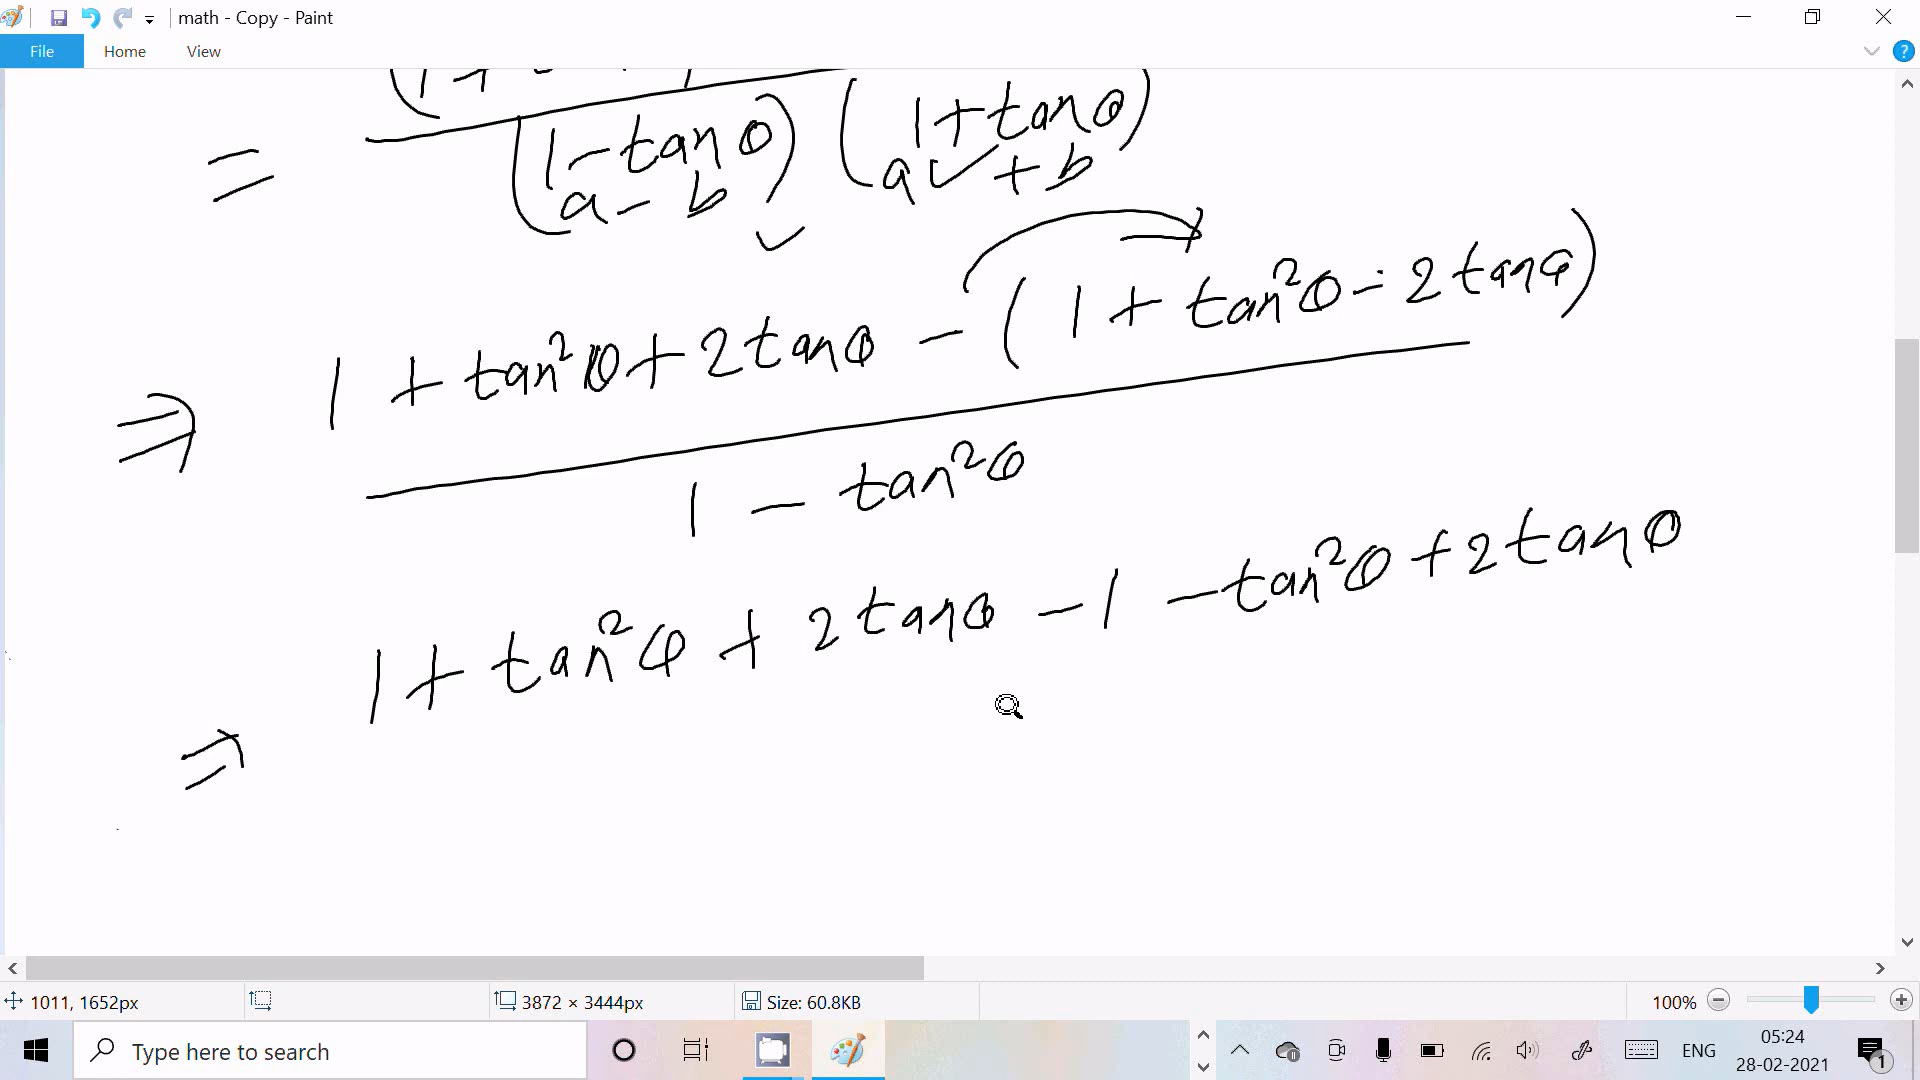 math - Copy - Paint
File Home View
=
(1 - tanθ) (1 + tanθ)
a - b a + b
⇒ 1 + tan²θ + 2tanθ - (1 + tan²θ - 2tanθ)
1 - tan²θ
⇒ 1 + tan²θ + 2tanθ - 1 - tan²θ + 2tanθ
1011, 1652px 3872 × 3444px Size: 60.8KB 100%
Type here to search ENG 05:24
28-02-2021 1